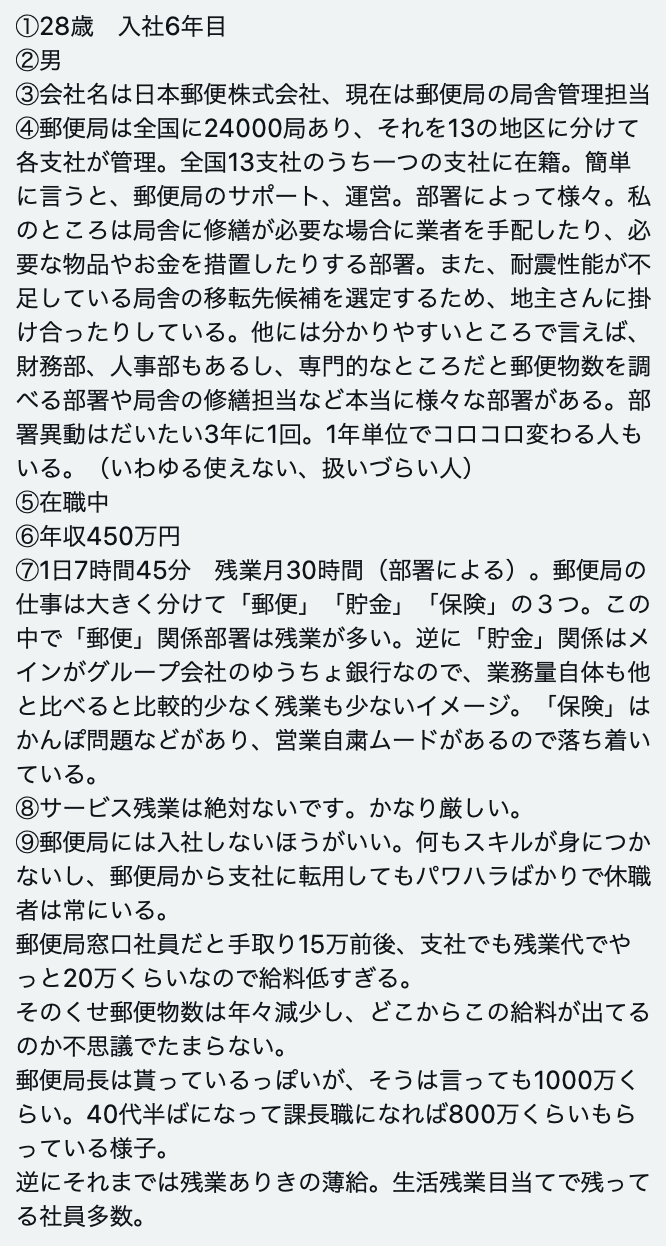 ①28歳　入社6年目
②男
③会社名は日本郵便株式会社、現在は郵便局の局舎管理担当
④郵便局は全国に24000局あり、それを13の地区に分けて
各支社が管理。全国13支社のうち一つの支社に在籍。簡単
に言うと、郵便局のサポート、運営。部署によって様々。私
のところは局舎に修繕が必要な場合に業者を手配したり、必
要な物品やお金を措置したりする部署。また、耐震性能が不
足している局舎の移転先候補を選定するため、地主さんに掛
け合ったりしている。他には分かりやすいところで言えば、
財務部、人事部もあるし、専門的なところだと郵便物数を調
べる部署や局舎の修繕担当など本当に様々な部署がある。部
署異動はだいたい3年に1回。1年単位でコロコロ変わる人も
いる。（いわゆる使えない、扱いづらい人）
⑤在職中
⑥年収450万円
⑦1日7時間45分　残業月30時間（部署による）。郵便局の
仕事は大きく分けて「郵便」「貯金」「保険」の３つ。この
中で「郵便」関係部署は残業が多い。逆に「貯金」関係はメ
インがグループ会社のゆうちょ銀行なので、業務量自体も他
と比べると比較的少なく残業も少ないイメージ。「保険」は
かんぽ問題などがあり、営業自粛ムードがあるので落ち着い
ている。
⑧サービス残業は絶対ないです。かなり厳しい。
⑨郵便局には入社しないほうがいい。何もスキルが身につか
ないし、郵便局から支社に転用してもパワハラばかりで休職
者は常にいる。
郵便局窓口社員だと手取り15万前後、支社でも残業代でや
っと20万くらいなので給料低すぎる。
そのくせ郵便物数は年々減少し、どこからこの給料が出てる
のか不思議でたまらない。
郵便局長は貰っているっぽいが、そうは言っても1000万く
らい。40代半ばになって課長職になれば800万くらいもら
っている様子。
逆にそれまでは残業ありきの薄給。生活残業目当てで残って
る社員多数。